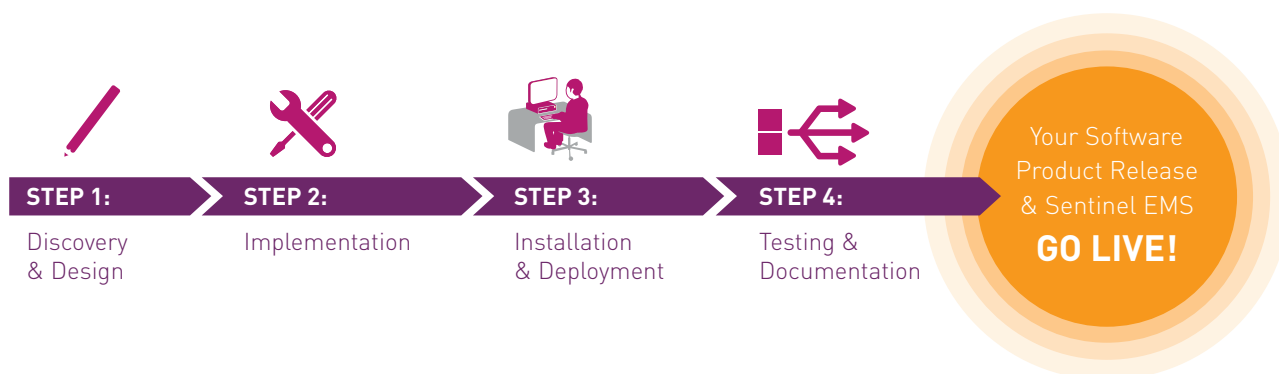 STEP 1:
Discovery
& Design
STEP 2:
Implementation
STEP 3:
Installation
& Deployment
STEP 4:
Testing &
Documentation
Your Software
Product Release
& Sentinel EMS
GO LIVE!